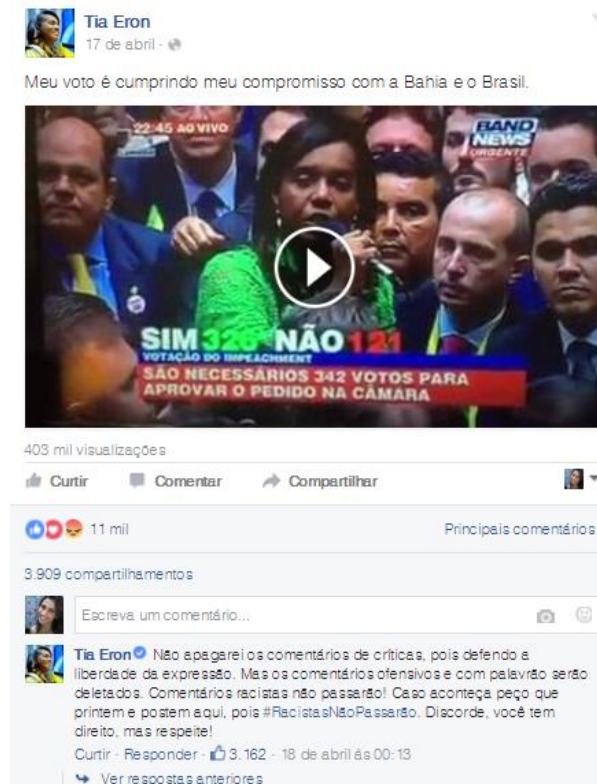 Tia Eron
17 de abril ·
Meu voto é cumprindo meu compromisso com a Bahia e o Brasil.
22:45 AO VIVO
BAND
NEWS
URGENTE
SIM 326 NÃO 121
VOTAÇÃO DO IMPEACHMENT
SÃO NECESSÁRIOS 342 VOTOS PARA
APROVAR O PEDIDO NA CÂMARA
403 mil visualizações
Curtir Comentar Compartilhar
11 mil Principais comentários
3.909 compartilhamentos
Escreva um comentário...
Tia Eron Não apagarei os comentários de críticas, pois defendo a
liberdade da expressão. Mas os comentários ofensivos e com palavrão serão
deletados. Comentários racistas não passarão! Caso aconteça peço que
printem e postem aqui, pois #RacistasNãoPassarão. Discorde, você tem
direito, mas respeite!
Curtir · Responder · 3.162 · 18 de abril às 00:13
Ver respostas anteriores